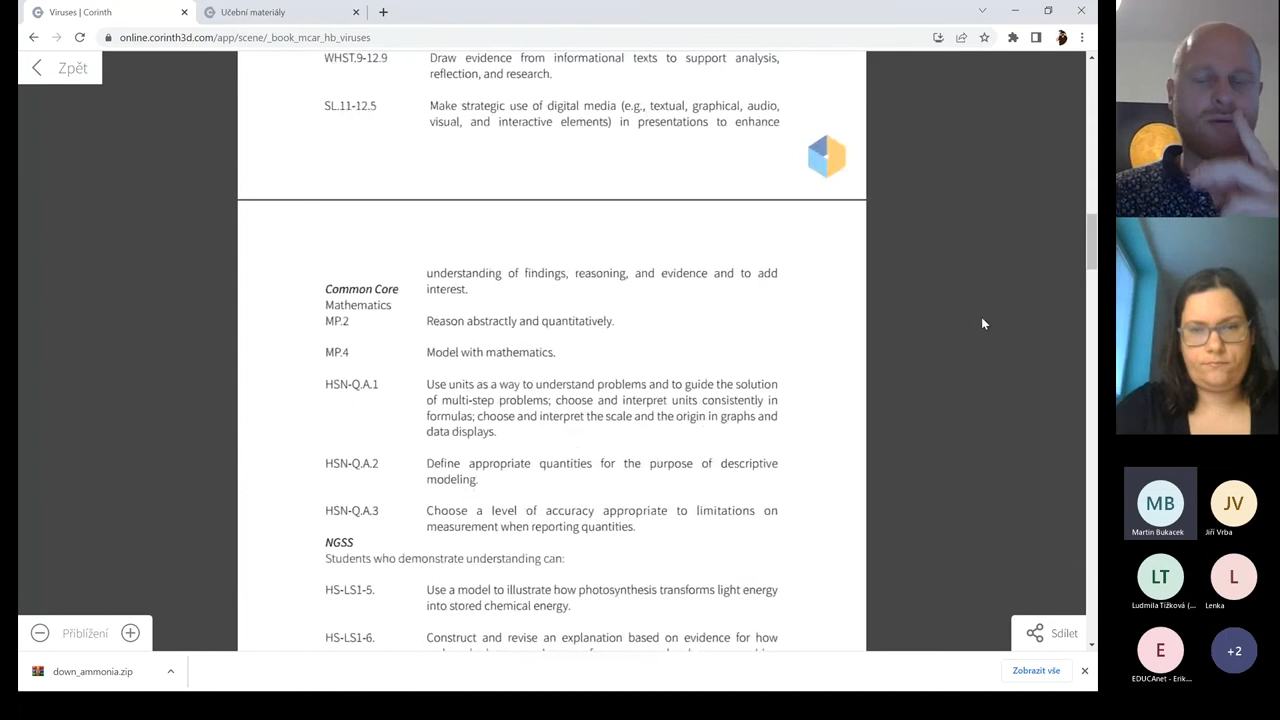 Viruses | Corinth
Učební materiály
online.corinth3d.com/app/scene/_book_mcar_hb_viruses
Zpět
WHST.9-12.9 Draw evidence from informational texts to support analysis,
reflection, and research.
SL.11-12.5 Make strategic use of digital media (e.g., textual, graphical, audio,
visual, and interactive elements) in presentations to enhance
understanding of findings, reasoning, and evidence and to add
Common Core interest.
Mathematics
MP.2 Reason abstractly and quantitatively.
MP.4 Model with mathematics.
HSN-Q.A.1 Use units as a way to understand problems and to guide the solution
of multi-step problems; choose and interpret units consistently in
formulas; choose and interpret the scale and the origin in graphs and
data displays.
HSN-Q.A.2 Define appropriate quantities for the purpose of descriptive
modeling.
HSN-Q.A.3 Choose a level of accuracy appropriate to limitations on
measurement when reporting quantities.
NGSS
Students who demonstrate understanding can:
HS-LS1-5. Use a model to illustrate how photosynthesis transforms light energy
into stored chemical energy.
HS-LS1-6. Construct and revise an explanation based on evidence for how
Přiblížení
Sdílet
down_ammonia.zip
Zobrazit vše
MB
JV
Martin Bukacek
Jiří Vrba
LT
L
Ludmila Tížková (...
Lenka
E
+2
EDUCAnet - Erik...